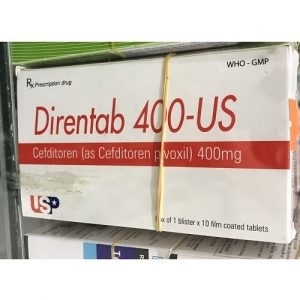 Rx Prescription drug
WHO - GMP
Direntab 400-US
Cefditoren (as Cefditoren pivoxil) 400mg
USP
Box of 1 blister x 10 film coated tablets